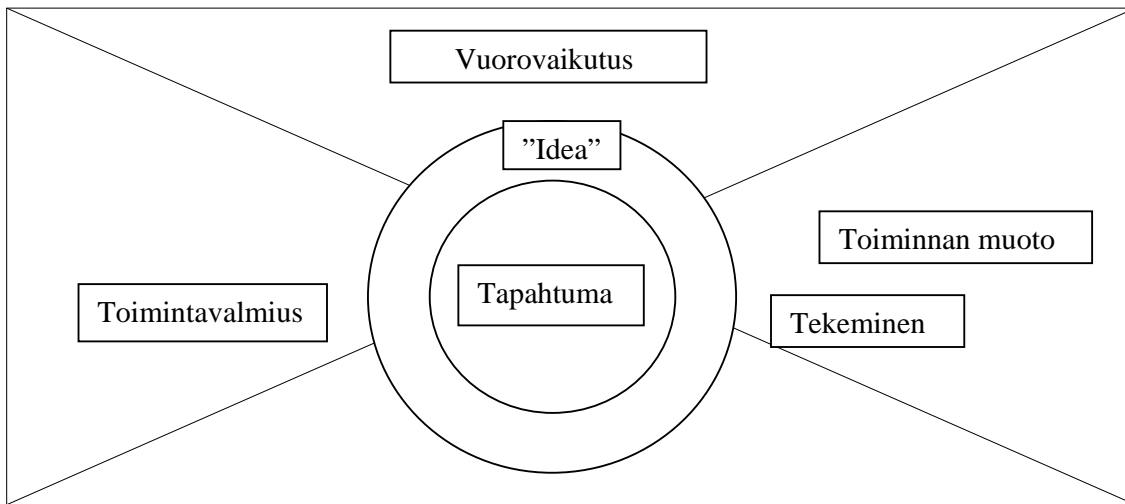 Vuorovaikutus
”Idea”
Toiminnan muoto
Tapahtuma
Toimintavalmius
Tekeminen